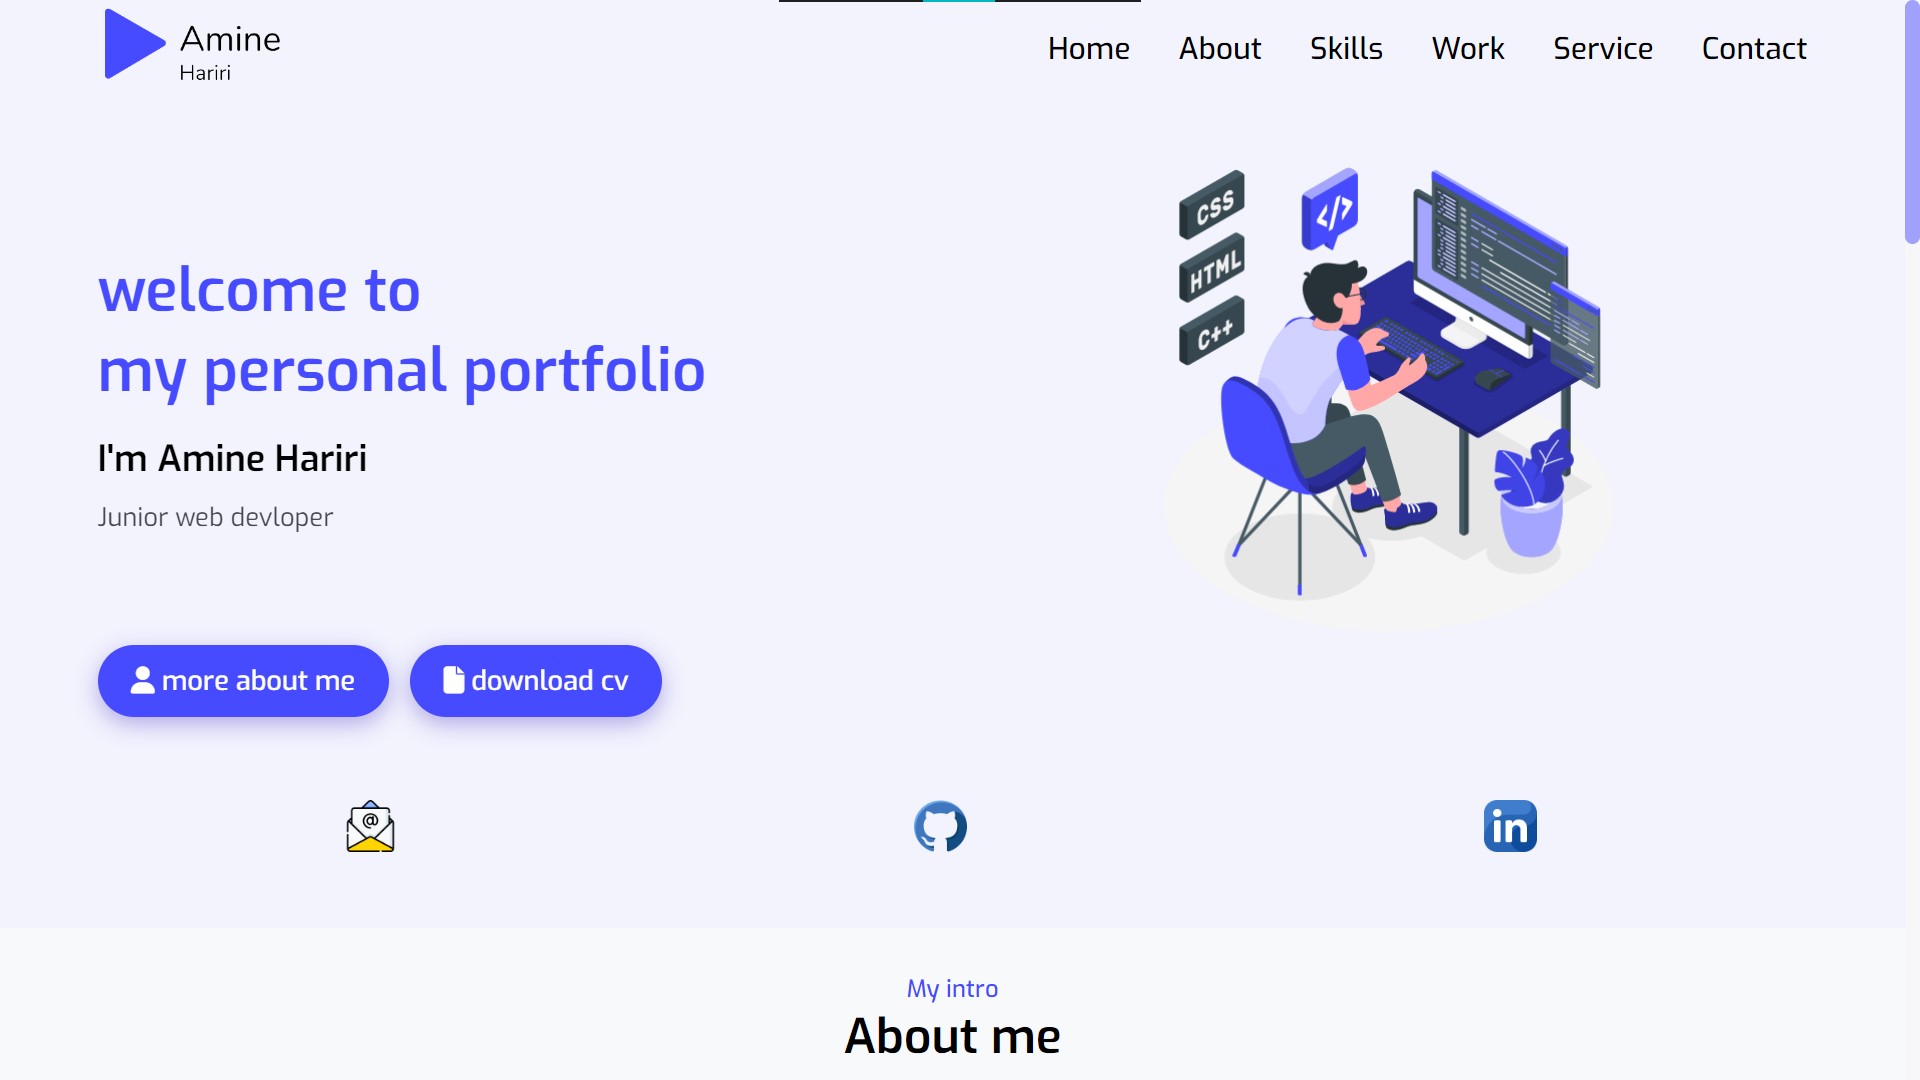 Amine
Hariri
Home About Skills Work Service Contact
CSS
</>
HTML
C++
welcome to
my personal portfolio
I'm Amine Hariri
Junior web devloper
more about me
download cv
@
in
My intro
About me